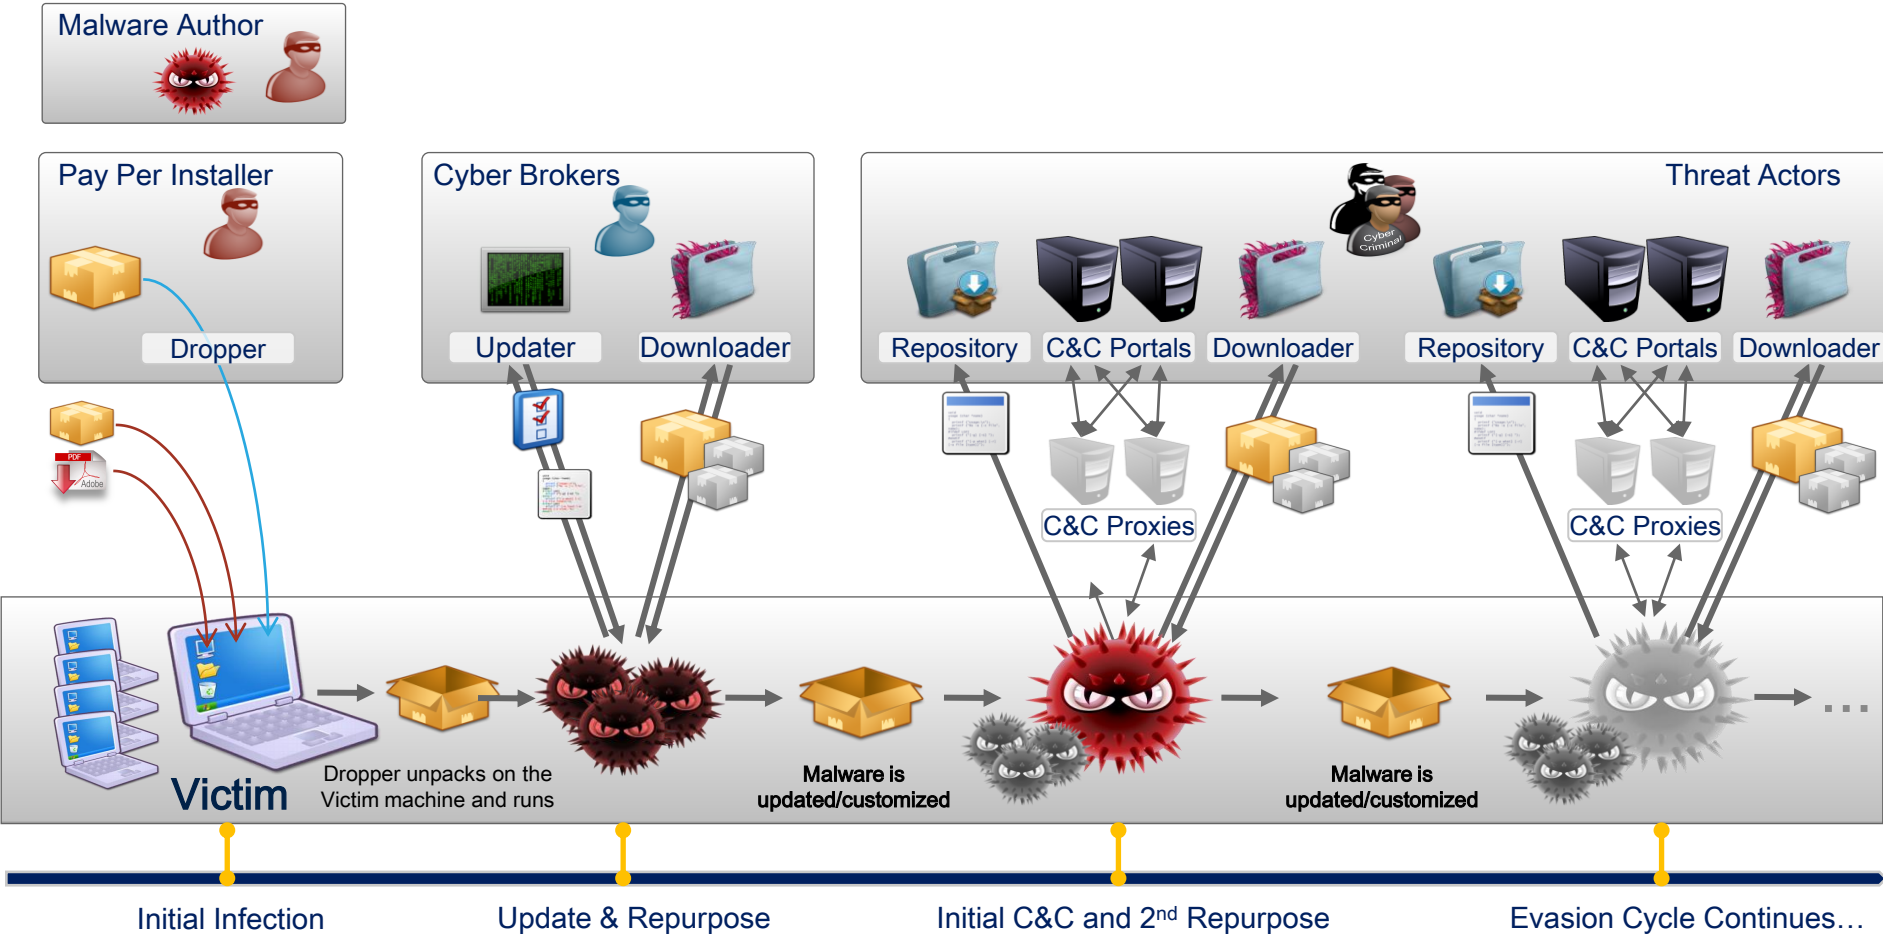 Malware Author
Pay Per Installer
Dropper
PDF
Adobe
Cyber Brokers
Updater
Downloader
Threat Actors
Cyber
Criminal
Repository
C&C Portals
Downloader
Repository
C&C Portals
Downloader
C&C Proxies
C&C Proxies
Victim
Dropper unpacks on the
Victim machine and runs
Malware is
updated/customized
Malware is
updated/customized
...
Initial Infection
Update & Repurpose
Initial C&C and 2nd Repurpose
Evasion Cycle Continues…